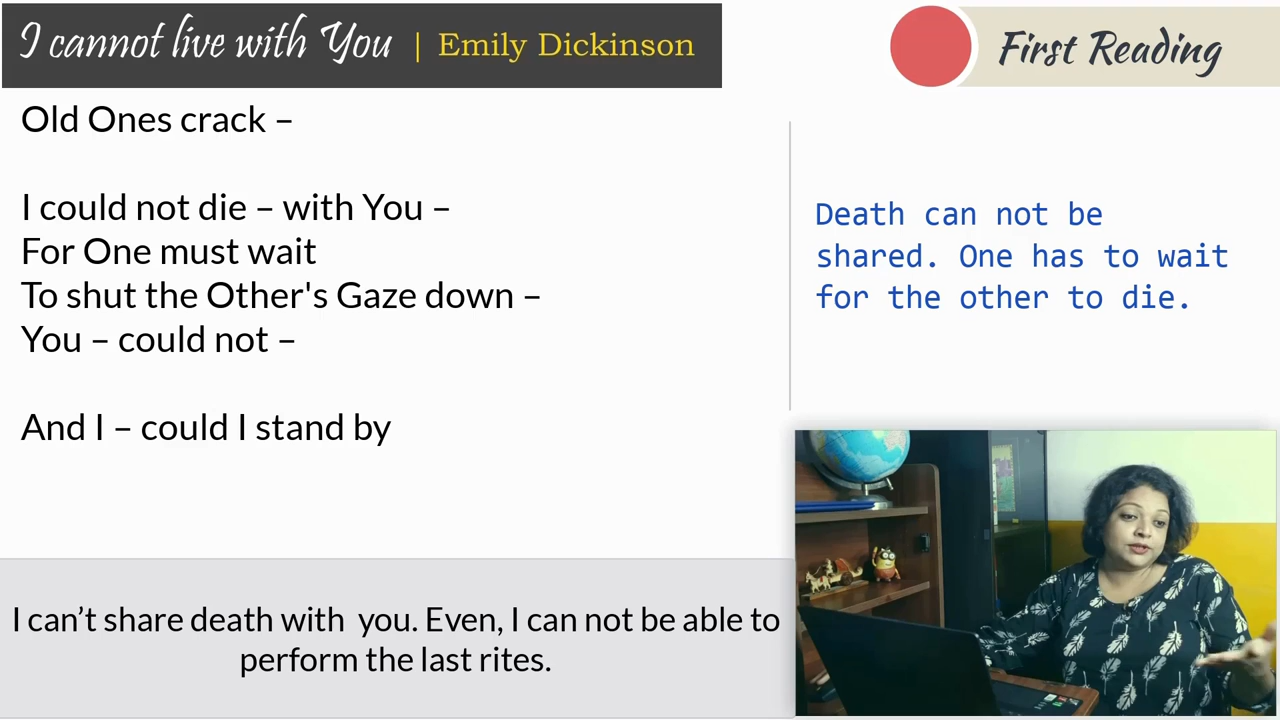 I cannot live with You | Emily Dickinson
First Reading
Old Ones crack –
I could not die – with You –
For One must wait
To shut the Other's Gaze down –
You – could not –
And I – could I stand by
Death can not be
shared. One has to wait
for the other to die.
I can’t share death with you. Even, I can not be able to
perform the last rites.